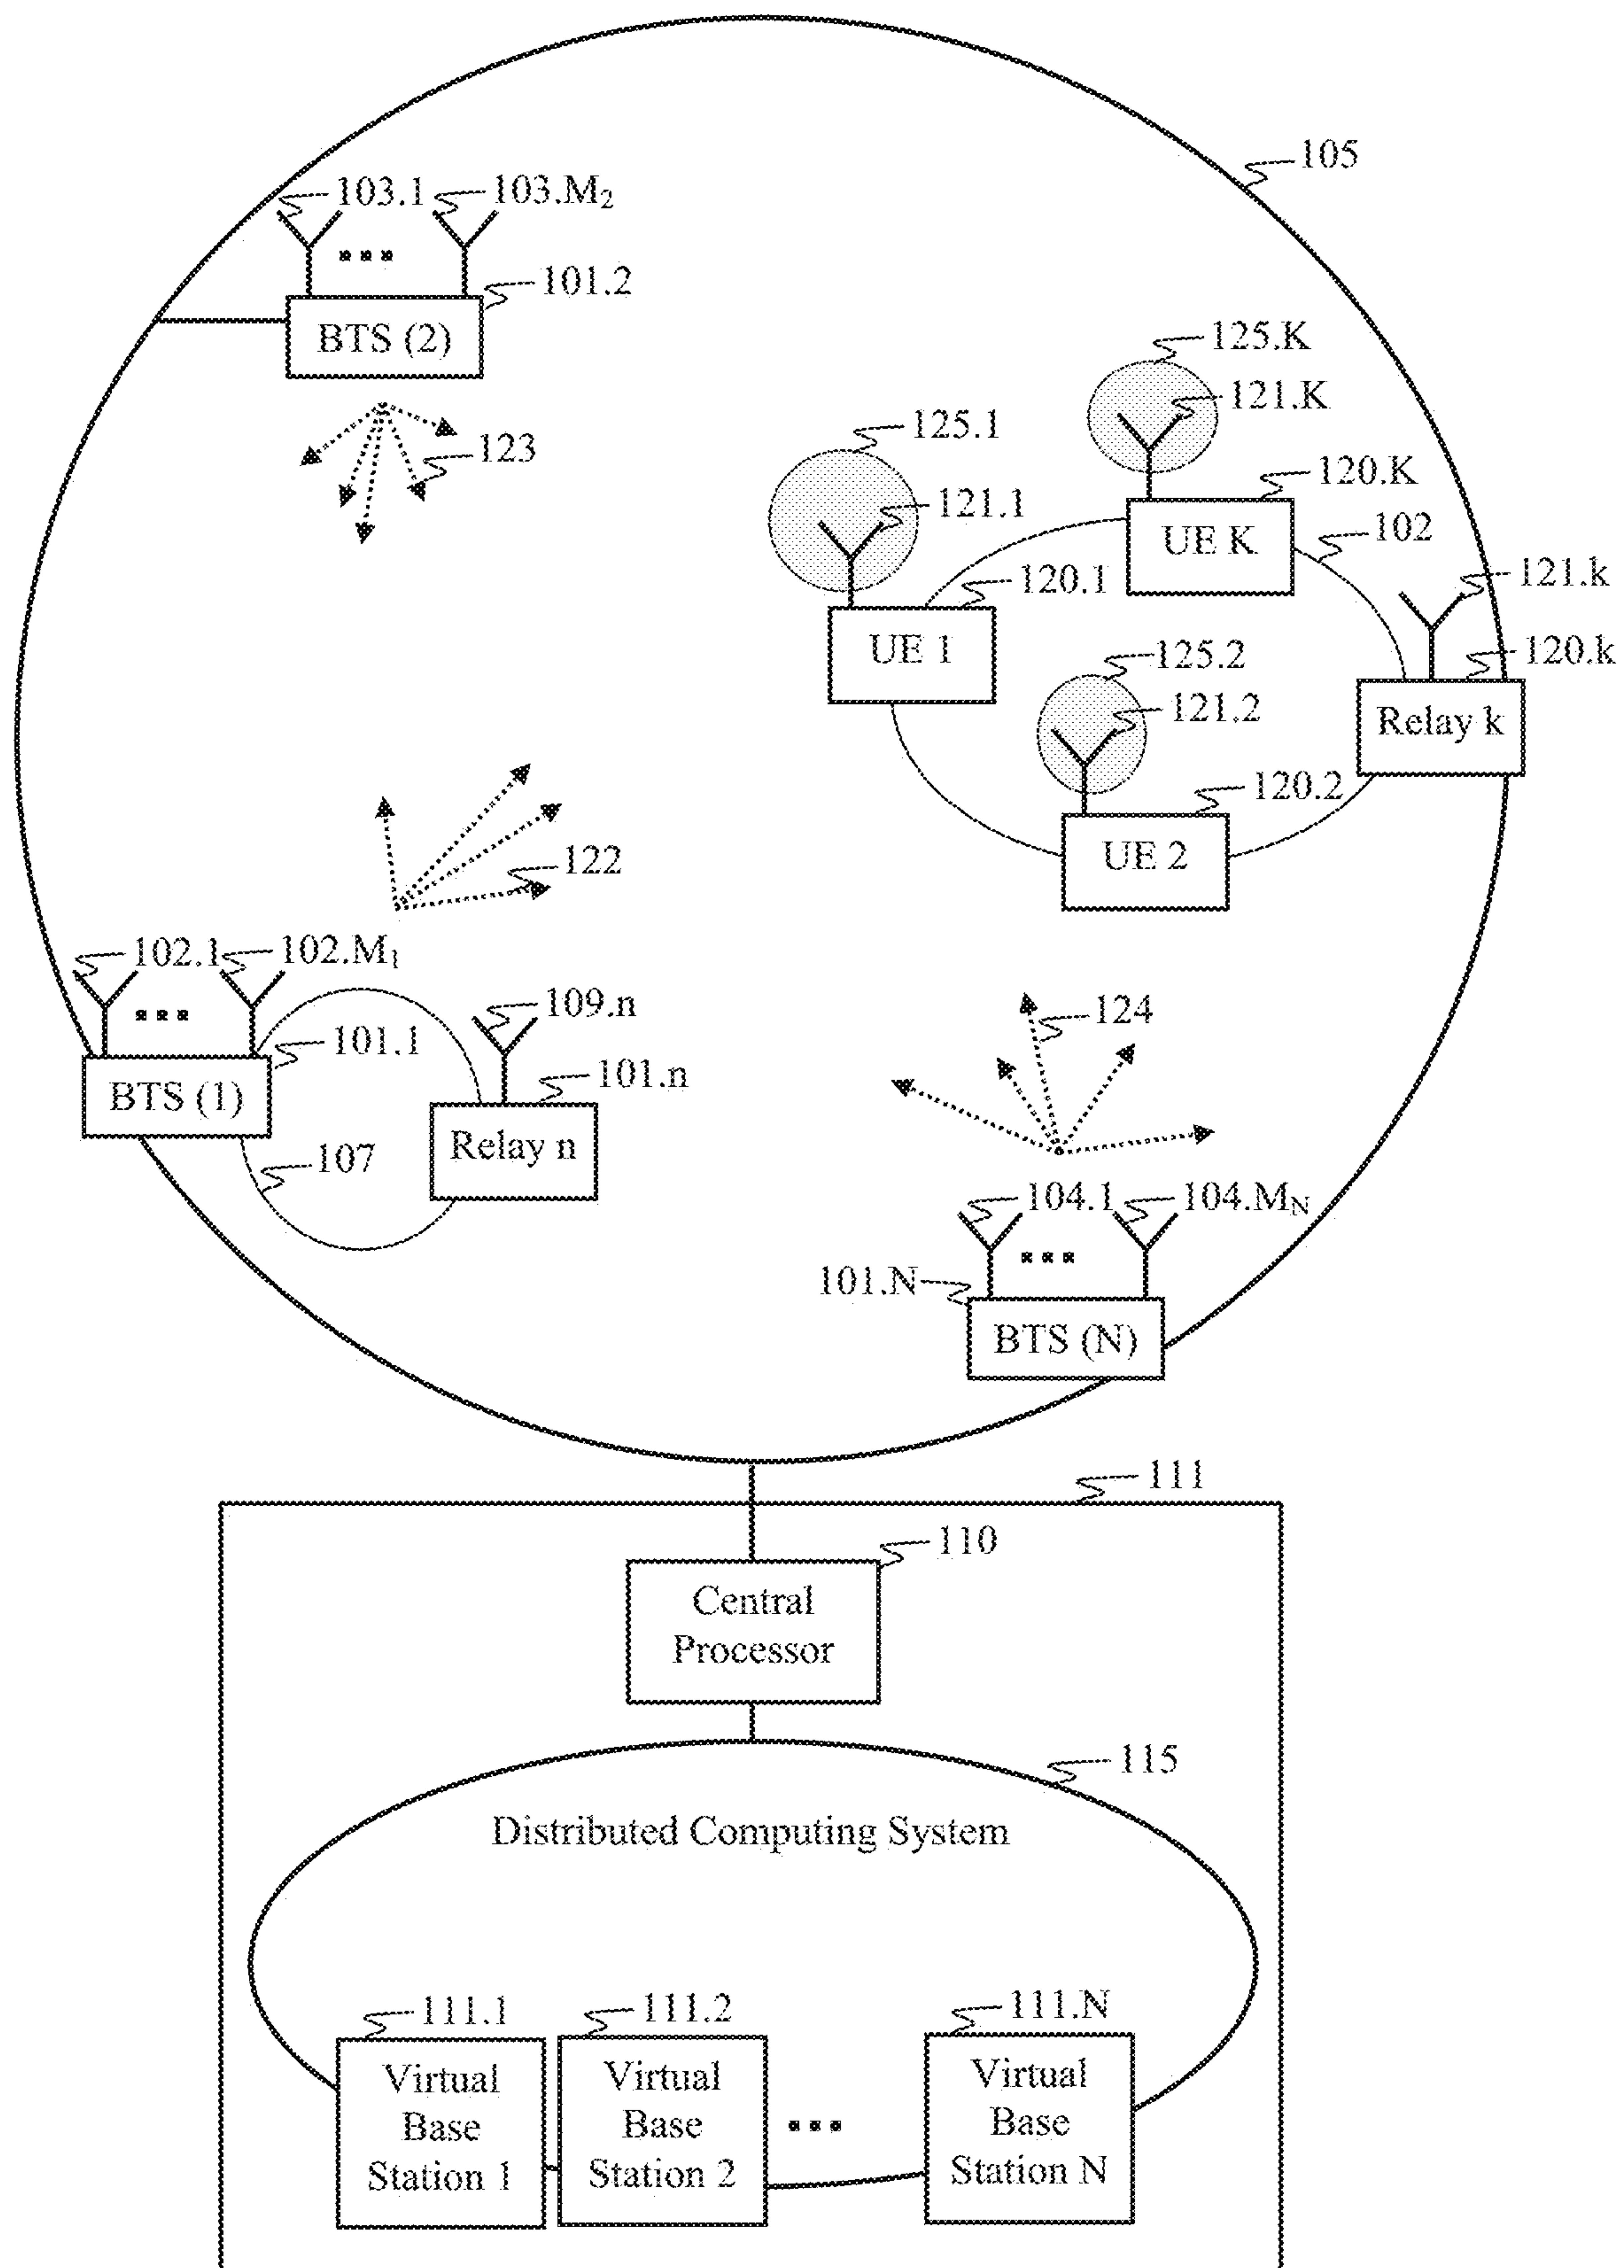 105
103.1
103.M₂
101.2
BTS (2)
123
125.K
121.K
125.1
121.1
120.K
UE K
102
121.k
120.1
UE 1
120.k
Relay k
125.2
121.2
120.2
UE 2
122
102.1
102.M₁
109.n
101.1
BTS (1)
101.n
Relay n
107
124
104.1
104.M_N
101.N
BTS (N)
111
110
Central
Processor
115
Distributed Computing System
111.1
111.2
111.N
Virtual
Base
Station 1
Virtual
Base
Station 2
Virtual
Base
Station N